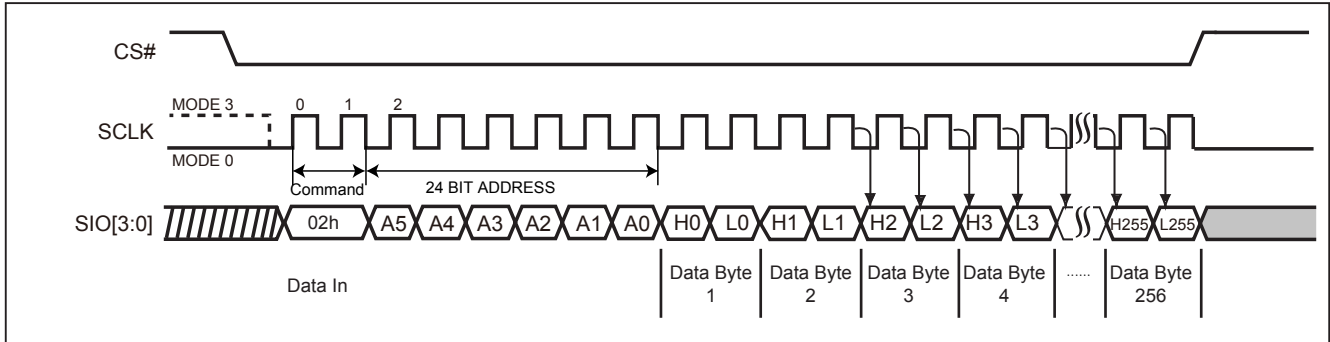 CS#
MODE 3 0 1 2
SCLK
MODE 0
Command 24 BIT ADDRESS
SIO[3:0] 02h A5 A4 A3 A2 A1 A0 H0 L0 H1 L1 H2 L2 H3 L3 H255 L255
Data In Data Byte Data Byte Data Byte Data Byte ...... Data Byte
1 2 3 4 256